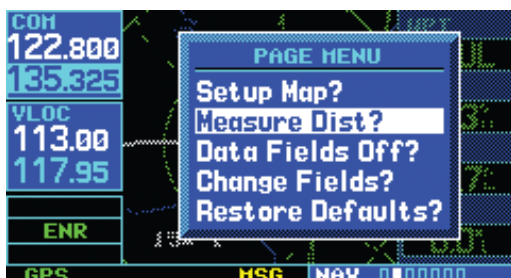 COM
122.800
135.325
VLOC
113.00
117.95
ENR
GPS
PAGE MENU
Setup Map?
Measure Dist?
Data Fields Off?
Change Fields?
Restore Defaults?
MSG
NAV